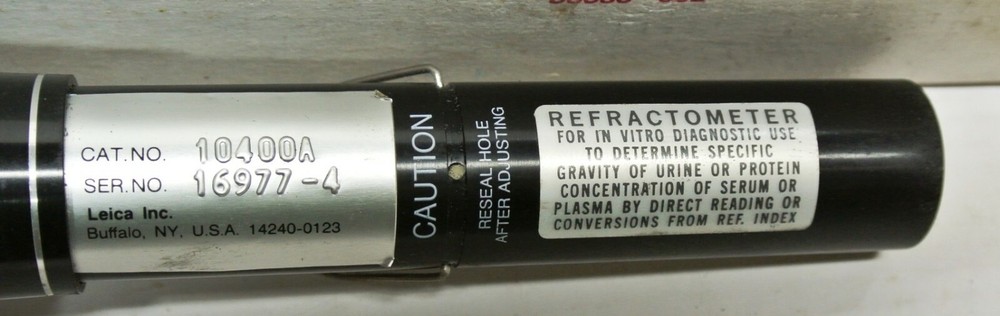 CAT.NO. 10400A
SER.NO. 16977-4
Leica Inc.
Buffalo, NY, U.S.A. 14240-0123
CAUTION
RESEAL HOLE
AFTER ADJUSTING
REFRACTOMETER
FOR IN VITRO DIAGNOSTIC USE
TO DETERMINE SPECIFIC
GRAVITY OF URINE OR PROTEIN
CONCENTRATION OF SERUM OR
PLASMA BY DIRECT READING OR
CONVERSIONS FROM REF. INDEX